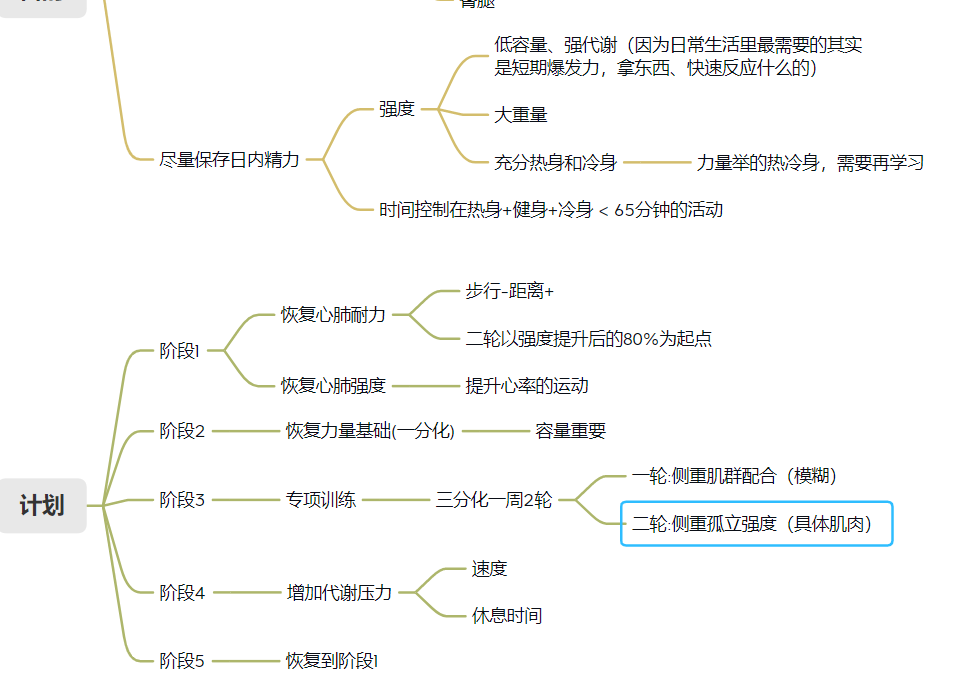 臂腿
低容量、强代谢（因为日常生活里最需要的其实
是短期爆发力，拿东西、快速反应什么的）
强度
大重量
尽量保存日内精力
充分热身和冷身
力量举的热冷身，需要再学习
时间控制在热身+健身+冷身 < 65分钟的活动
步行-距离+
恢复心肺耐力
二轮以强度提升后的80%为起点
阶段1
恢复心肺强度
提升心率的运动
阶段2
恢复力量基础(一分化)
容量重要
一轮:侧重肌群配合（模糊）
阶段3
专项训练
三分化一周2轮
计划
二轮:侧重孤立强度（具体肌肉）
速度
阶段4
增加代谢压力
休息时间
阶段5
恢复到阶段1